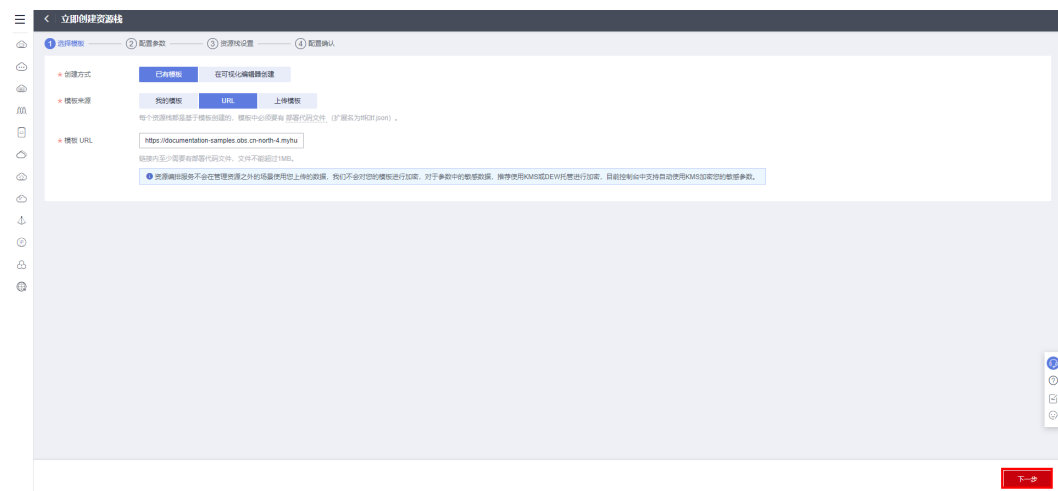 立即创建资源栈
1 选择模板 2 配置参数 3 资源栈设置 4 配置确认
* 创建方式 已有模板 在可视化编辑器创建
* 模板来源 我的模板 URL 上传模板
每个资源栈都是基于模板创建的，模板中必须要有 部署代码文件 （扩展名为tf和tf.json）。
* 模板 URL https://documentation-samples.obs.cn-north-4.myhu
链接内至少需要有部署代码文件，文件不能超过1MB。
资源编排服务不会在管理资源之外的场景使用您上传的数据，我们不会对您的模板进行加密，对于参数中的敏感数据，推荐使用KMS或DEW托管进行加密，目前控制台中支持自动使用KMS加密您的敏感参数。
下一步